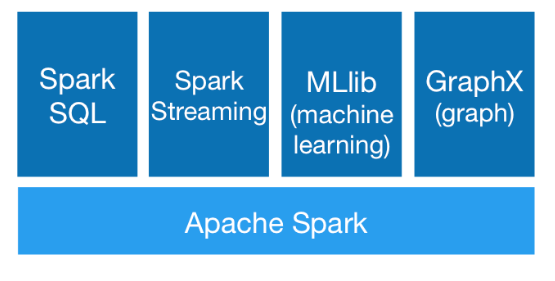 Spark
SQL
Spark
Streaming
MLlib
(machine
learning)
GraphX
(graph)
Apache Spark